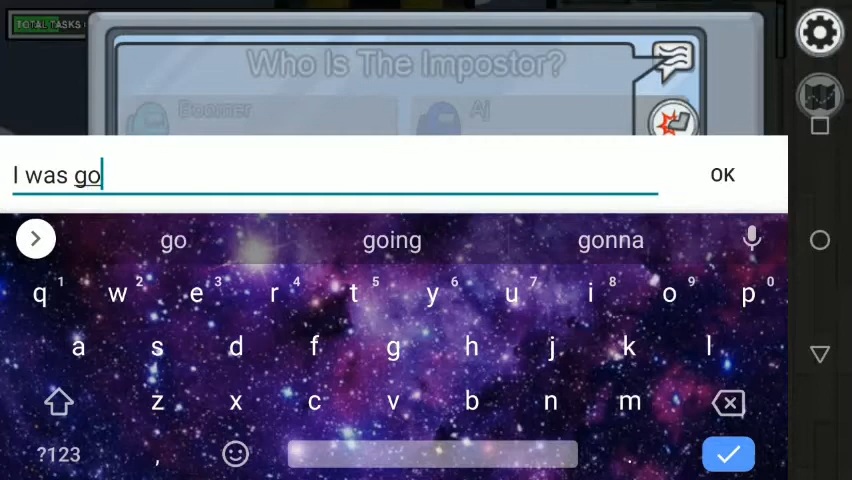 TOTAL TASKS
Who Is The Impostor?
Boomer
Aj
I was go
OK
go going gonna
q 1 w 2 e 3 r 4 t 5 y 6 u 7 i 8 o 9 p 0
a s d f g h j k l
z x c v b n m
?123 , .